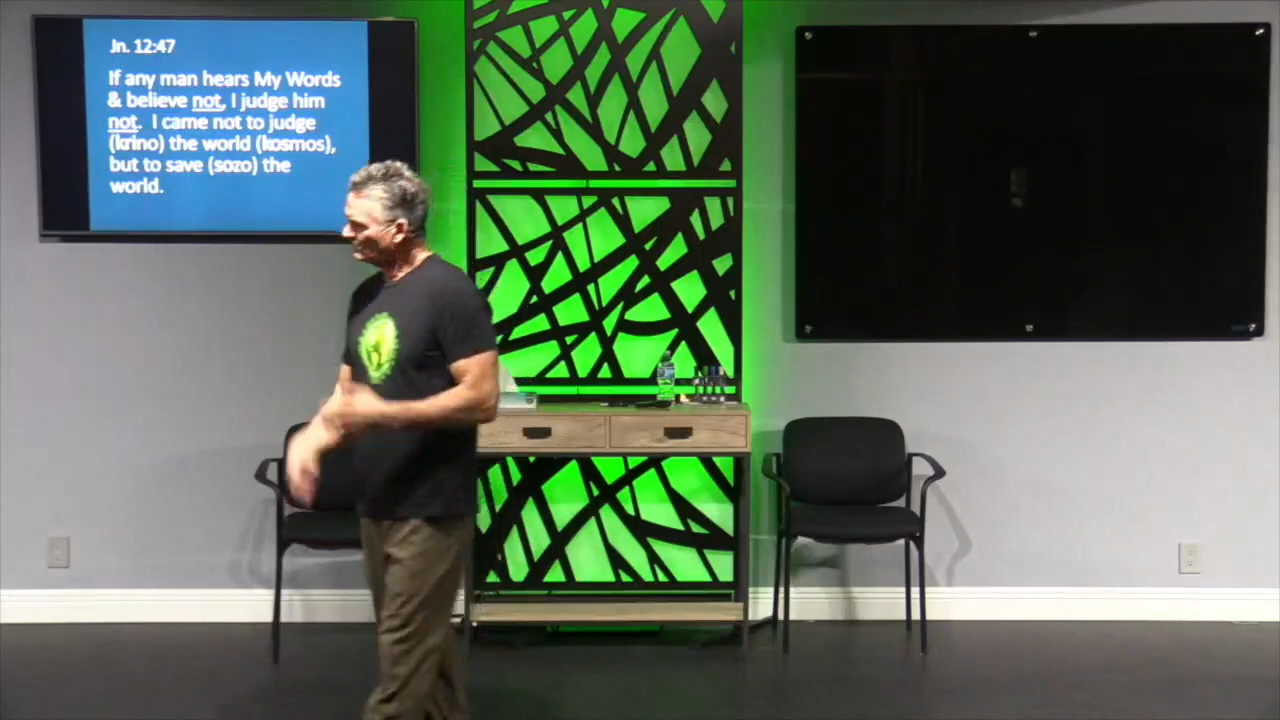 Jn. 12:47
If any man hears My Words
& believe not, I judge him
not.  I came not to judge
(krino) the world (kosmos),
but to save (sozo) the
world.